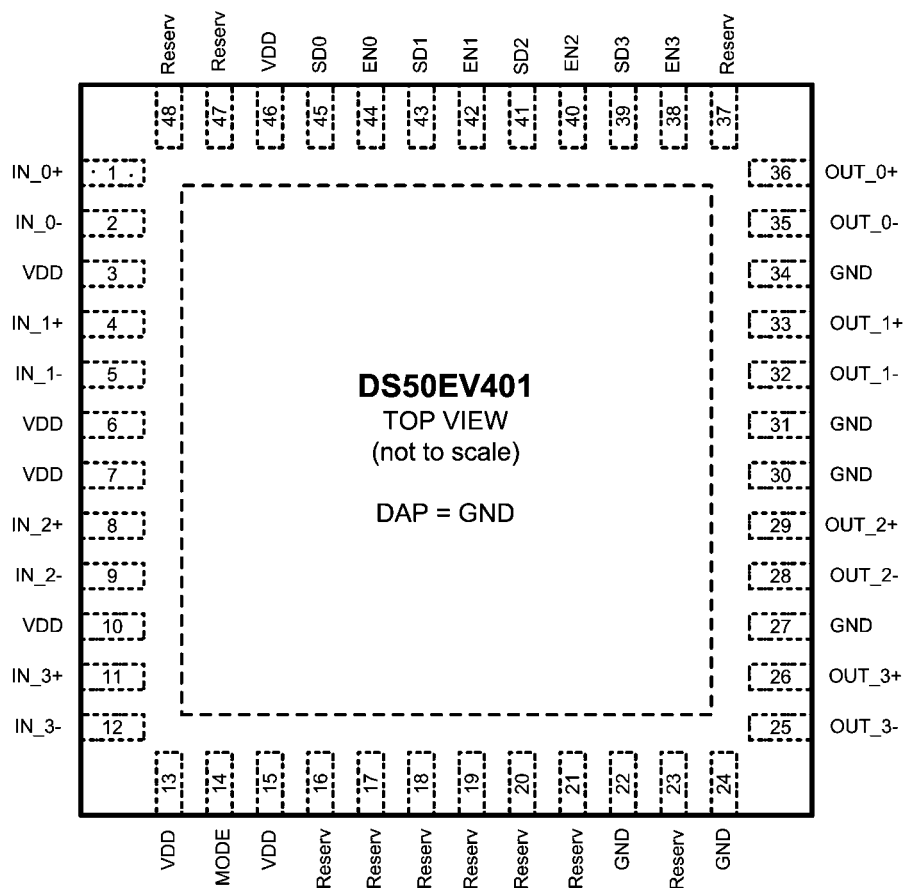 Reserv Reserv VDD SD0 EN0 SD1 EN1 SD2 EN2 SD3 EN3 Reserv
48 47 46 45 44 43 42 41 40 39 38 37
IN_0+ 1 36 OUT_0+
IN_0- 2 35 OUT_0-
VDD 3 34 GND
IN_1+ 4 33 OUT_1+
IN_1- 5 32 OUT_1-
VDD 6 31 GND
VDD 7 30 GND
IN_2+ 8 29 OUT_2+
IN_2- 9 28 OUT_2-
VDD 10 27 GND
IN_3+ 11 26 OUT_3+
IN_3- 12 25 OUT_3-
DS50EV401
TOP VIEW
(not to scale)
DAP = GND
13 14 15 16 17 18 19 20 21 22 23 24
VDD MODE VDD Reserv Reserv Reserv Reserv Reserv Reserv GND Reserv GND